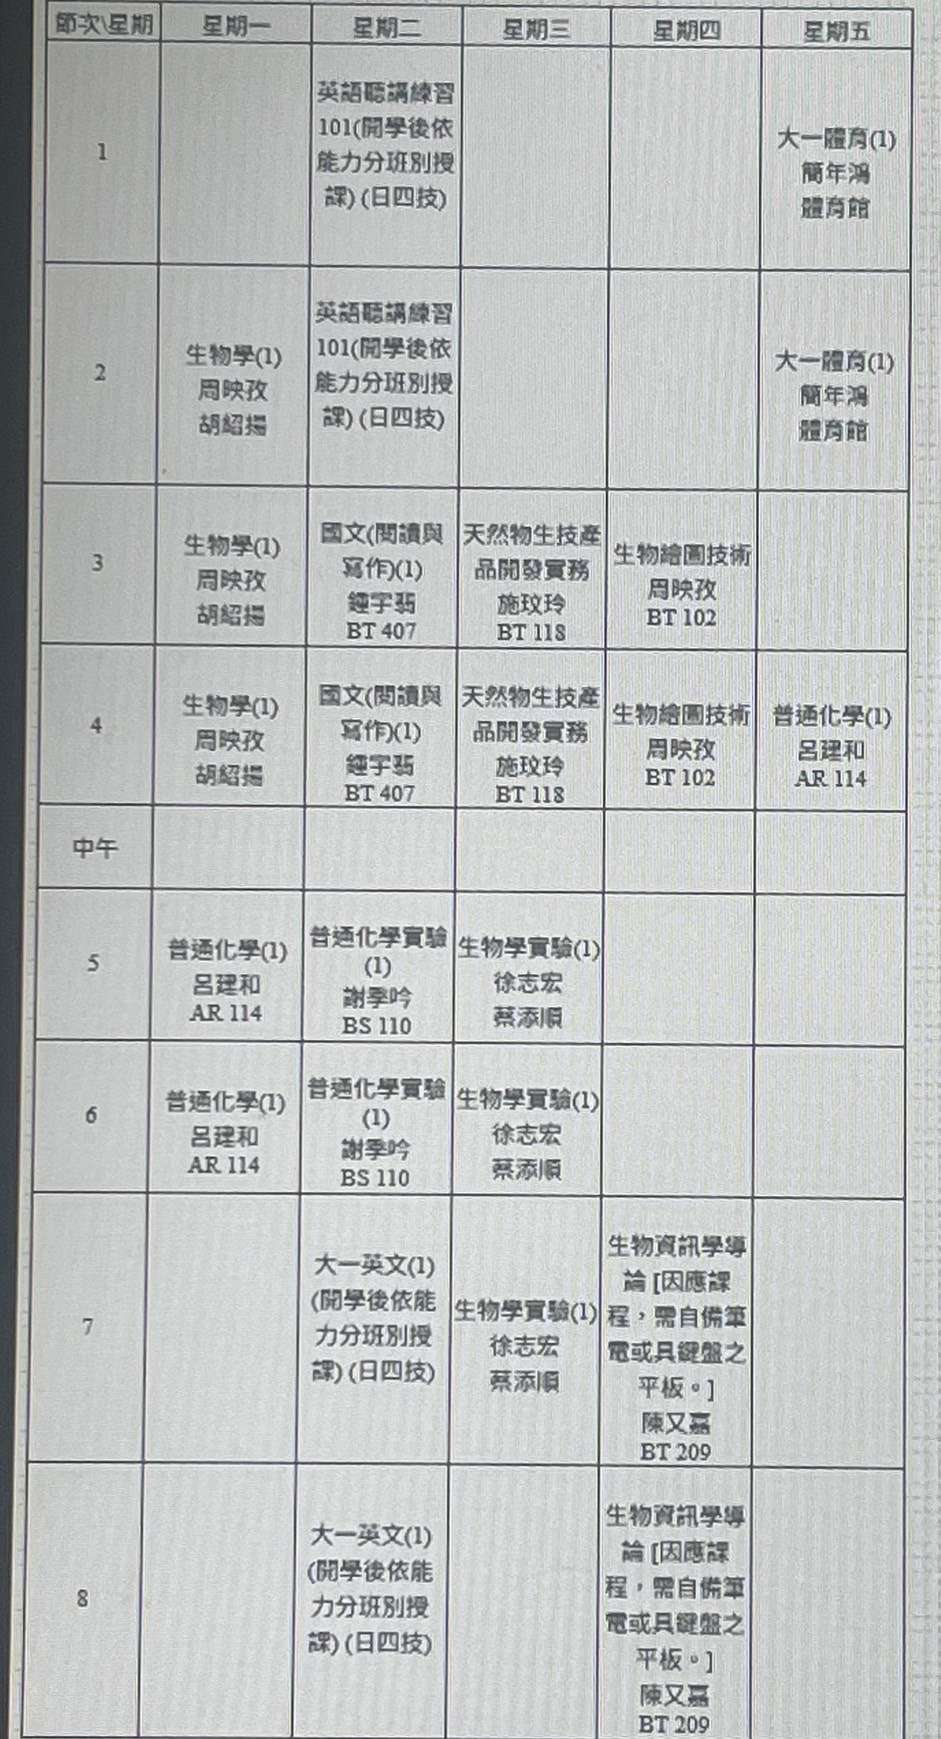 節次\星期 星期一 星期二 星期三 星期四 星期五
1
英語聽講練習
101(開學後依
能力分班別授
課) (日四技)
大一體育(1)
簡年鴻
體育館
2
生物學(1)
周映孜
胡紹揚
英語聽講練習
101(開學後依
能力分班別授
課) (日四技)
大一體育(1)
簡年鴻
體育館
3
生物學(1)
周映孜
胡紹揚
國文(閱讀與
寫作)(1)
鍾宇翡
BT 407
天然物生技產
品開發實務
施玟玲
BT 118
生物繪圖技術
周映孜
BT 102
4
生物學(1)
周映孜
胡紹揚
國文(閱讀與
寫作)(1)
鍾宇翡
BT 407
天然物生技產
品開發實務
施玟玲
BT 118
生物繪圖技術
周映孜
BT 102
普通化學(1)
呂建和
AR 114
中午
5
普通化學(1)
呂建和
AR 114
普通化學實驗
(1)
謝季吟
BS 110
生物學實驗(1)
徐志宏
蔡添順
6
普通化學(1)
呂建和
AR 114
普通化學實驗
(1)
謝季吟
BS 110
生物學實驗(1)
徐志宏
蔡添順
7
大一英文(1)
(開學後依能
力分班別授
課) (日四技)
生物學實驗(1)
徐志宏
蔡添順
生物資訊學導
論 [因應課
程，需自備筆
電或具鍵盤之
平板。]
陳又嘉
BT 209
8
大一英文(1)
(開學後依能
力分班別授
課) (日四技)
生物資訊學導
論 [因應課
程，需自備筆
電或具鍵盤之
平板。]
陳又嘉
BT 209